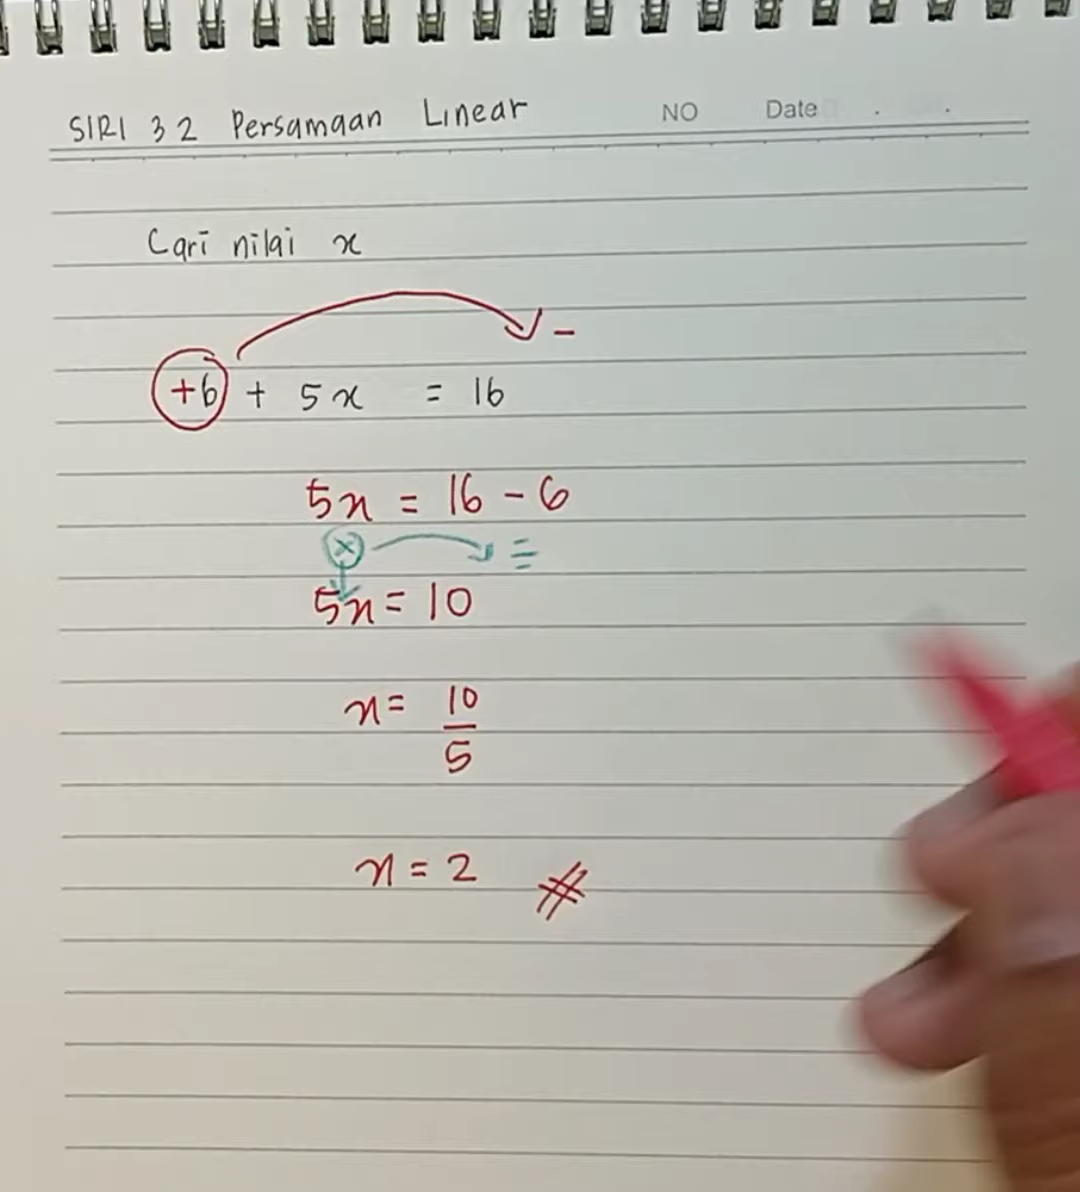 SIRI 32 Persamaan Linear NO Date
Cari nilai x
−
+6 + 5x = 16
5x = 16 - 6
× ÷
5x = 10
x = 10/5
x = 2 #